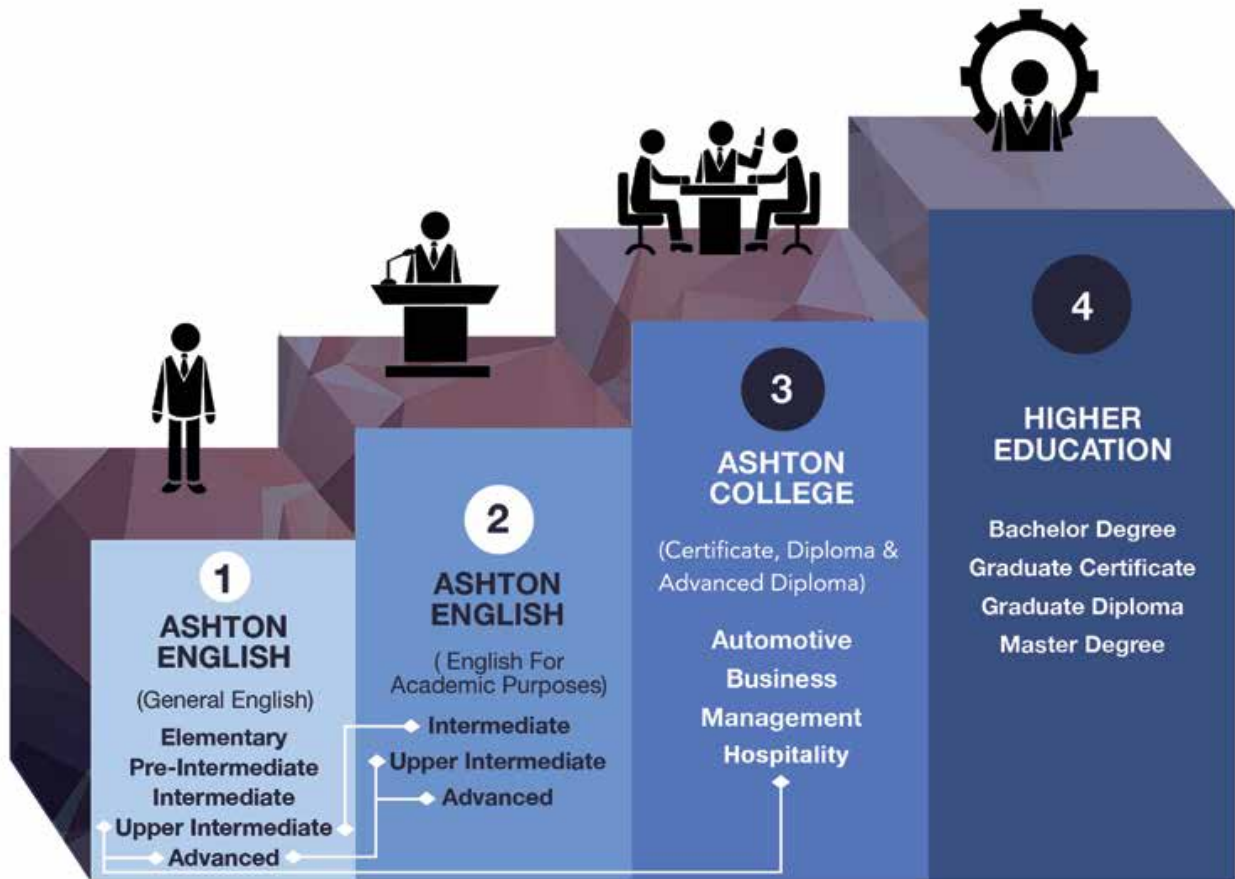 1
ASHTON
ENGLISH
(General English)
Elementary
Pre-Intermediate
Intermediate
Upper Intermediate
Advanced
2
ASHTON
ENGLISH
( English For
Academic Purposes)
Intermediate
Upper Intermediate
Advanced
3
ASHTON
COLLEGE
(Certificate, Diploma &
Advanced Diploma)
Automotive
Business
Management
Hospitality
4
HIGHER
EDUCATION
Bachelor Degree
Graduate Certificate
Graduate Diploma
Master Degree